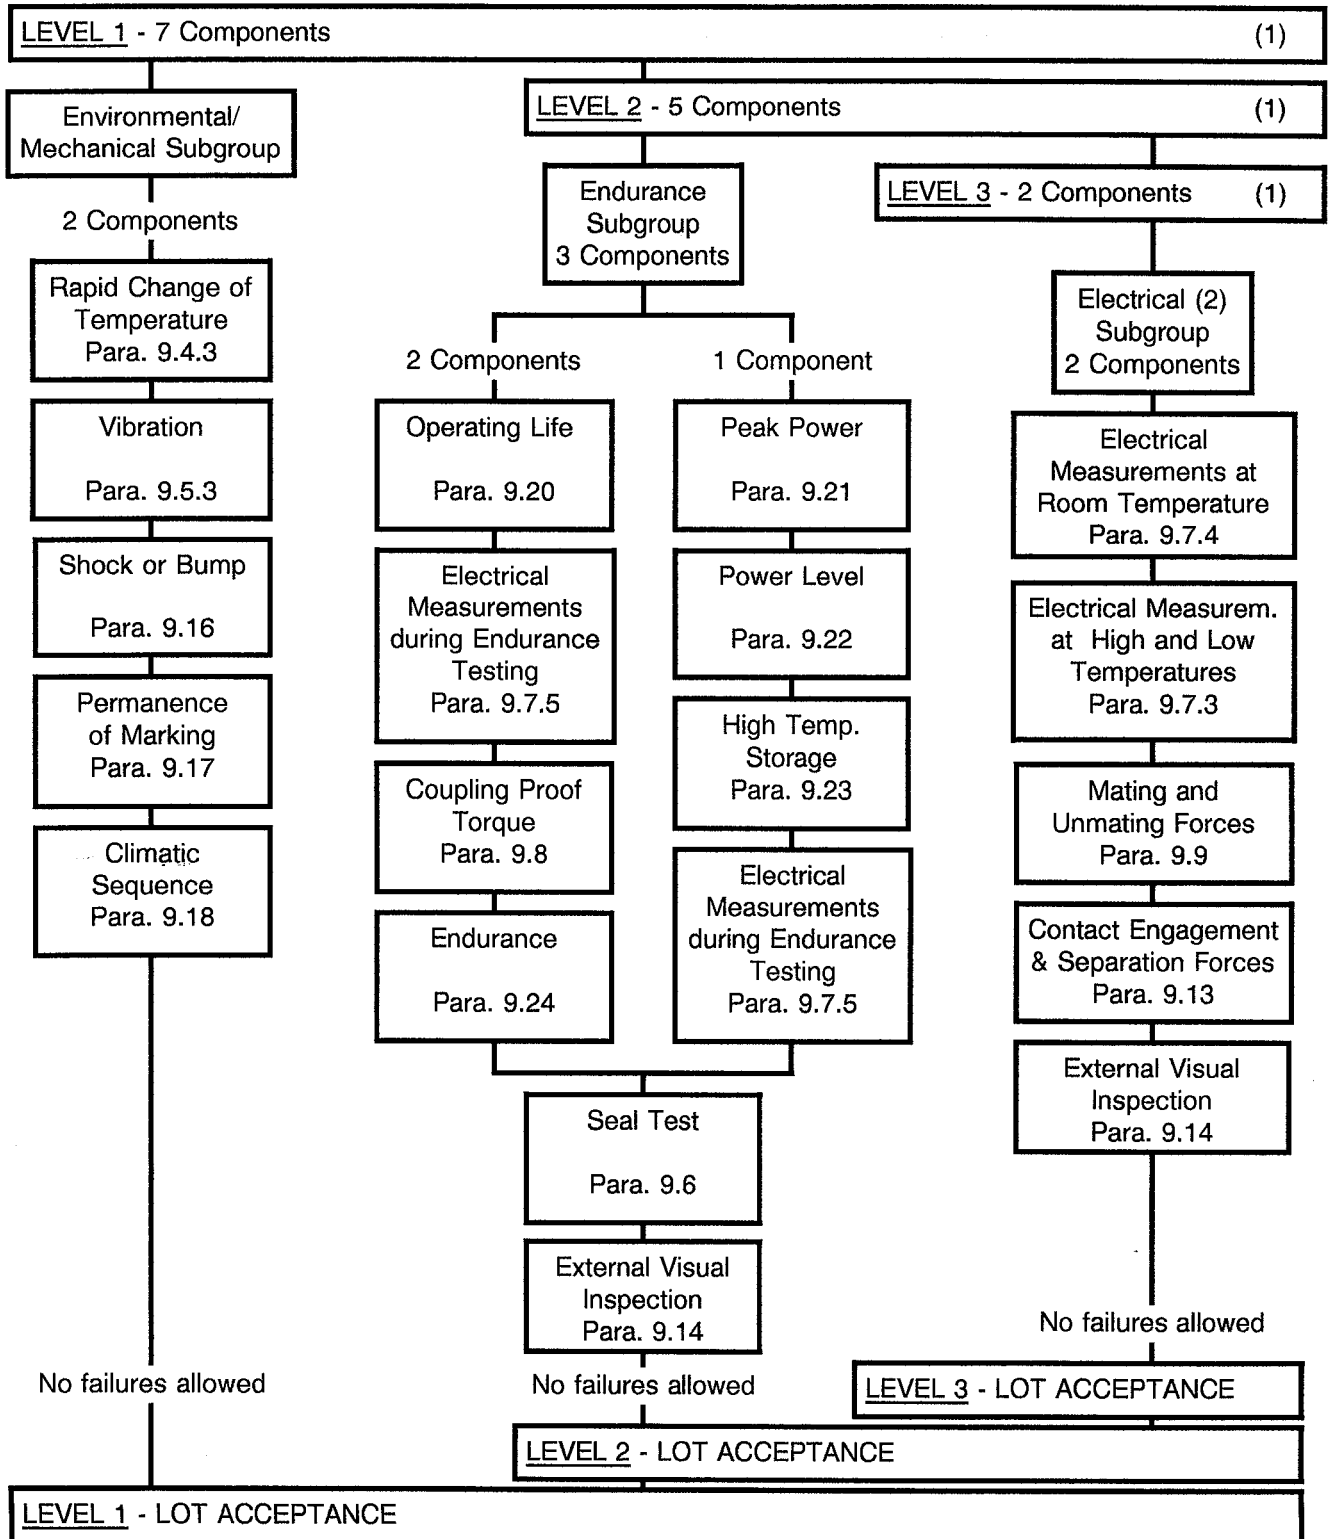 LEVEL 1 - 7 Components (1)
Environmental/
Mechanical Subgroup
2 Components
Rapid Change of
Temperature
Para. 9.4.3
Vibration
Para. 9.5.3
Shock or Bump
Para. 9.16
Permanence
of Marking
Para. 9.17
Climatic
Sequence
Para. 9.18
No failures allowed
LEVEL 2 - 5 Components (1)
Endurance
Subgroup
3 Components
2 Components
Operating Life
Para. 9.20
Electrical
Measurements
during Endurance
Testing
Para. 9.7.5
Coupling Proof
Torque
Para. 9.8
Endurance
Para. 9.24
1 Component
Peak Power
Para. 9.21
Power Level
Para. 9.22
High Temp.
Storage
Para. 9.23
Electrical
Measurements
during Endurance
Testing
Para. 9.7.5
Seal Test
Para. 9.6
External Visual
Inspection
Para. 9.14
No failures allowed
LEVEL 3 - 2 Components (1)
Electrical (2)
Subgroup
2 Components
Electrical
Measurements at
Room Temperature
Para. 9.7.4
Electrical Measurem.
at High and Low
Temperatures
Para. 9.7.3
Mating and
Unmating Forces
Para. 9.9
Contact Engagement
& Separation Forces
Para. 9.13
External Visual
Inspection
Para. 9.14
No failures allowed
LEVEL 3 - LOT ACCEPTANCE
LEVEL 2 - LOT ACCEPTANCE
LEVEL 1 - LOT ACCEPTANCE